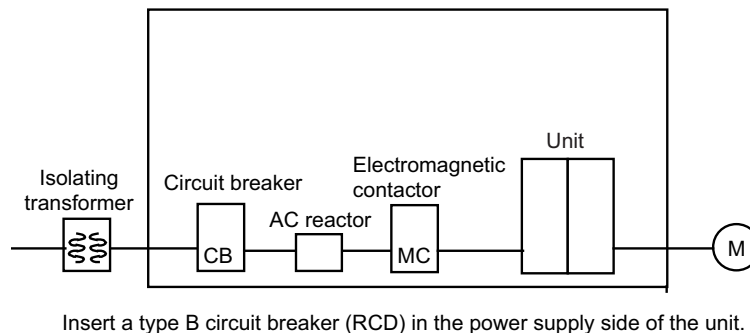 Unit
Electromagnetic
contactor
Isolating
transformer
Circuit breaker
AC reactor
CB
MC
M
Insert a type B circuit breaker (RCD) in the power supply side of the unit.